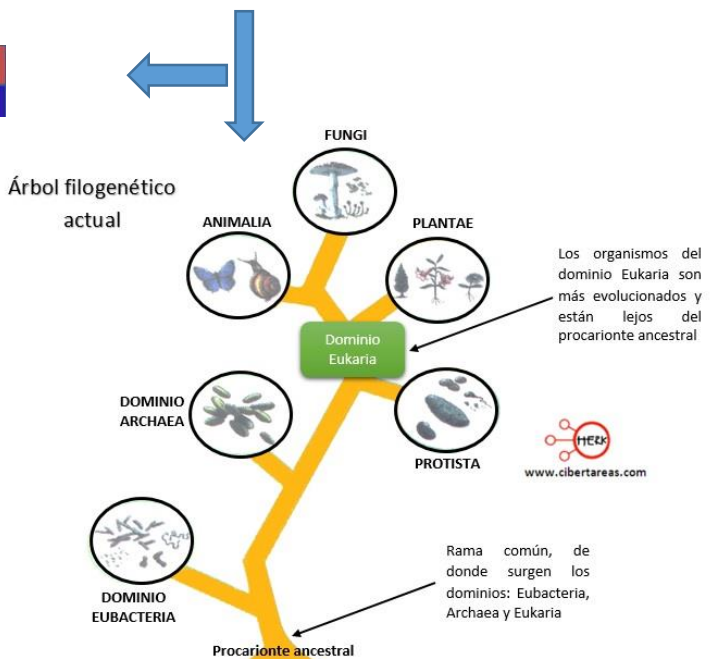 FUNGI
Árbol filogenético
actual
ANIMALIA
PLANTAE
Los organismos del
dominio Eukaria son
más evolucionados y
están lejos del
procarionte ancestral
Dominio
Eukaria
DOMINIO
ARCHAEA
PROTISTA
HERK
www.cibertareas.com
DOMINIO
EUBACTERIA
Rama común, de
donde surgen los
dominios: Eubacteria,
Archaea y Eukaria
Procarionte ancestral